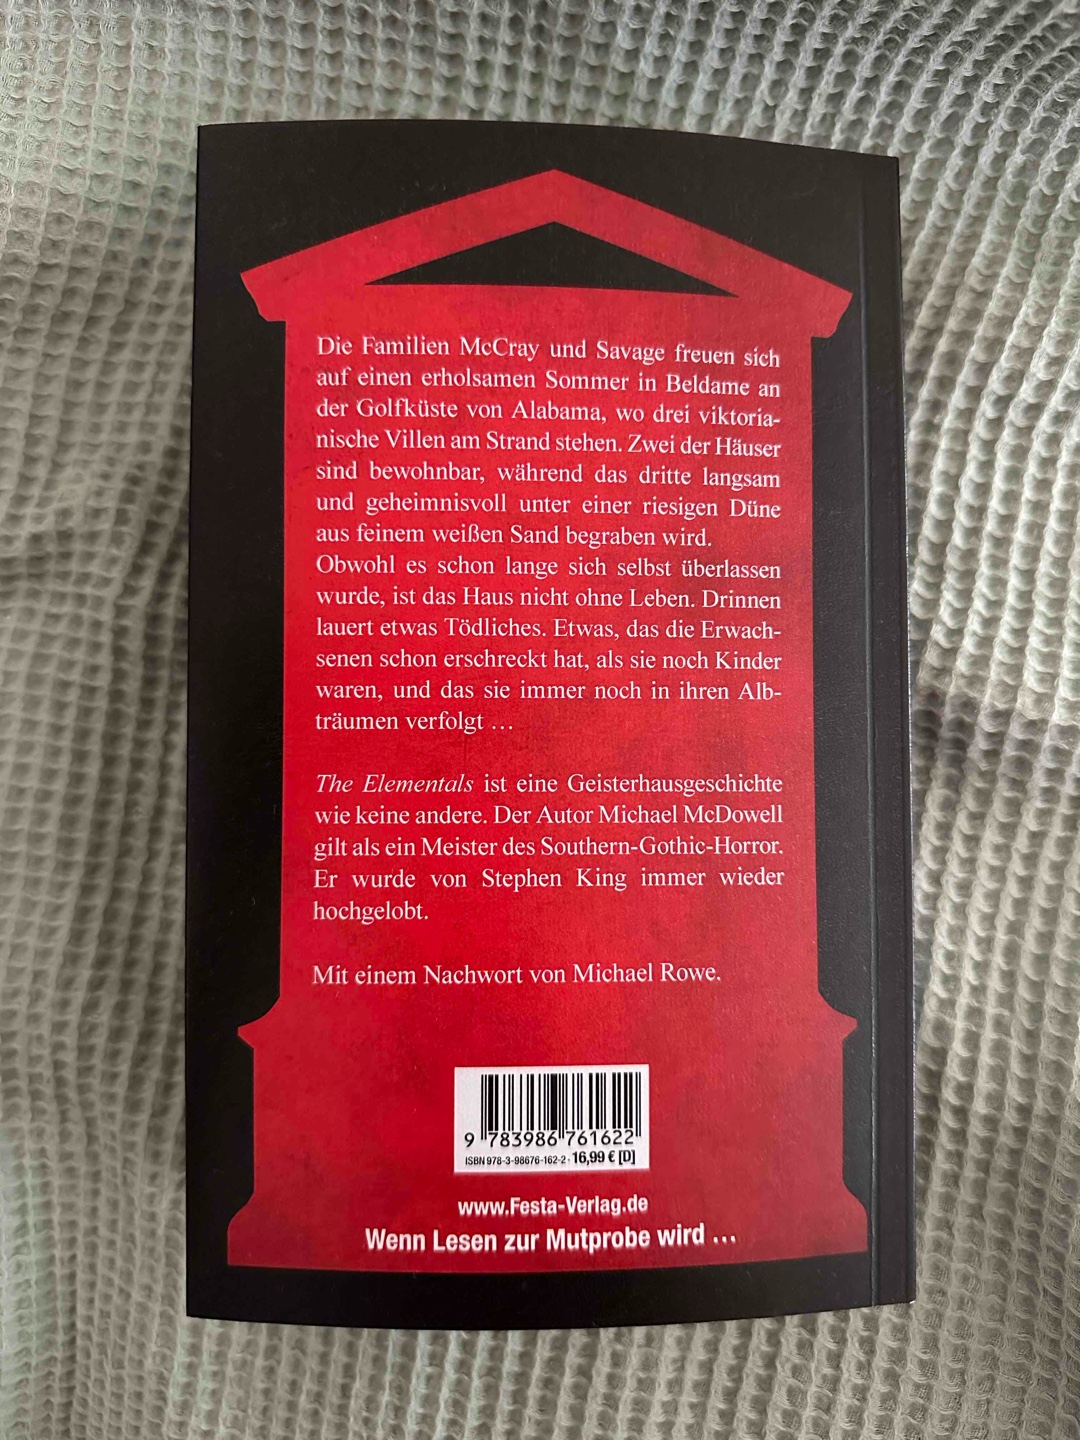 Die Familien McCray und Savage freuen sich
auf einen erholsamen Sommer in Beldame an
der Golfküste von Alabama, wo drei viktoria-
nische Villen am Strand stehen. Zwei der Häuser
sind bewohnbar, während das dritte langsam
und geheimnisvoll unter einer riesigen Düne
aus feinem weißen Sand begraben wird.
Obwohl es schon lange sich selbst überlassen
wurde, ist das Haus nicht ohne Leben. Drinnen
lauert etwas Tödliches. Etwas, das die Erwach-
senen schon erschreckt hat, als sie noch Kinder
waren, und das sie immer noch in ihren Alb-
träumen verfolgt …
The Elementals ist eine Geisterhausgeschichte
wie keine andere. Der Autor Michael McDowell
gilt als ein Meister des Southern-Gothic-Horror.
Er wurde von Stephen King immer wieder
hochgelobt.
Mit einem Nachwort von Michael Rowe.
9 783986 761622
ISBN 978-3-98676-162-2 · 16,99 € [D]
www.Festa-Verlag.de
Wenn Lesen zur Mutprobe wird …